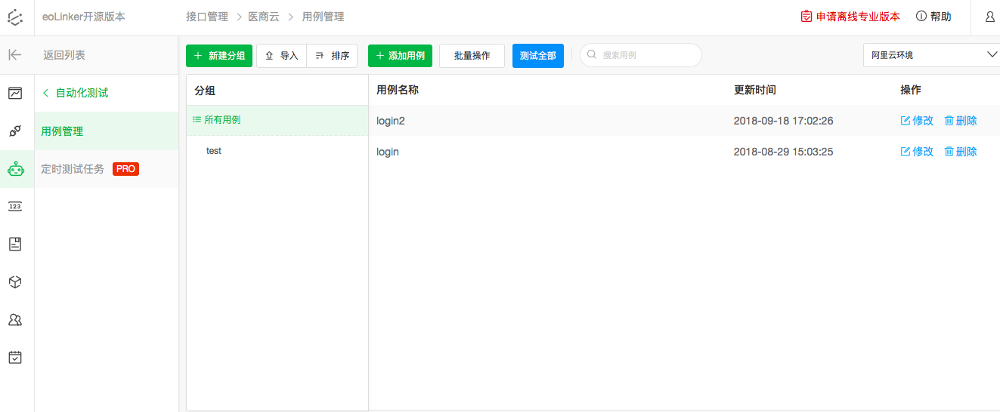 eoLinker开源版本
接口管理 > 医商云 > 用例管理
申请离线专业版本
帮助
返回列表
新建分组
导入
排序
添加用例
批量操作
测试全部
搜索用例
阿里云环境
自动化测试
用例管理
定时测试任务 PRO
123
分组
所有用例
test
用例名称 更新时间 操作
login2 2018-09-18 17:02:26 修改 删除
login 2018-08-29 15:03:25 修改 删除